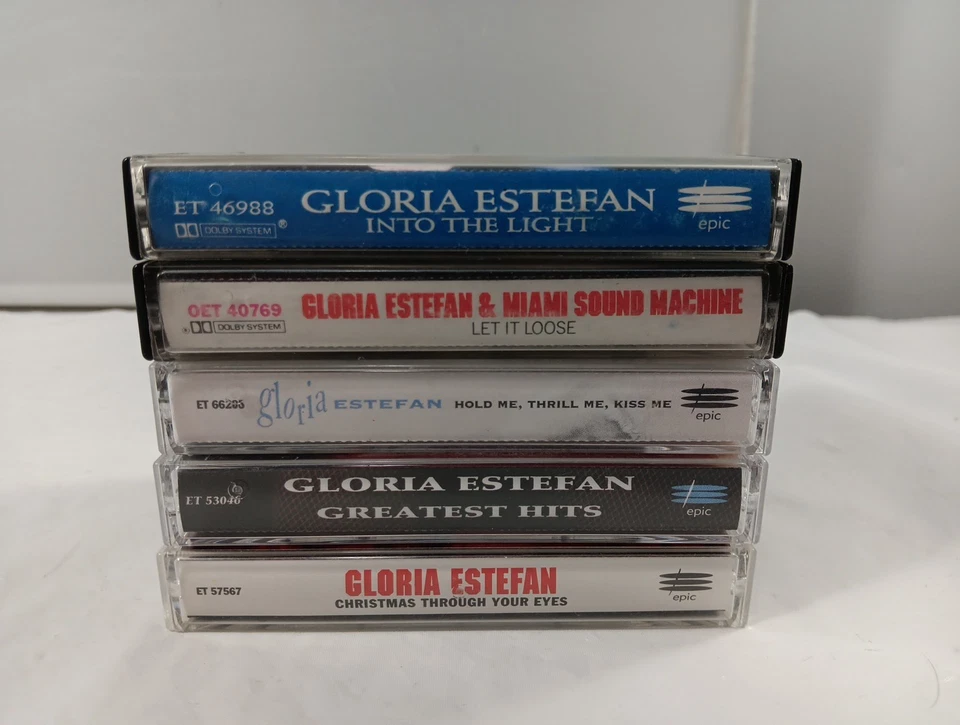 ET 46988 GLORIA ESTEFAN epic
DOLBY SYSTEM® INTO THE LIGHT
OET 40769 GLORIA ESTEFAN & MIAMI SOUND MACHINE
DOLBY SYSTEM LET IT LOOSE
ET 66205 gloria ESTEFAN HOLD ME, THRILL ME, KISS ME epic
ET 53046 GLORIA ESTEFAN epic
GREATEST HITS
ET 57567 GLORIA ESTEFAN epic
CHRISTMAS THROUGH YOUR EYES